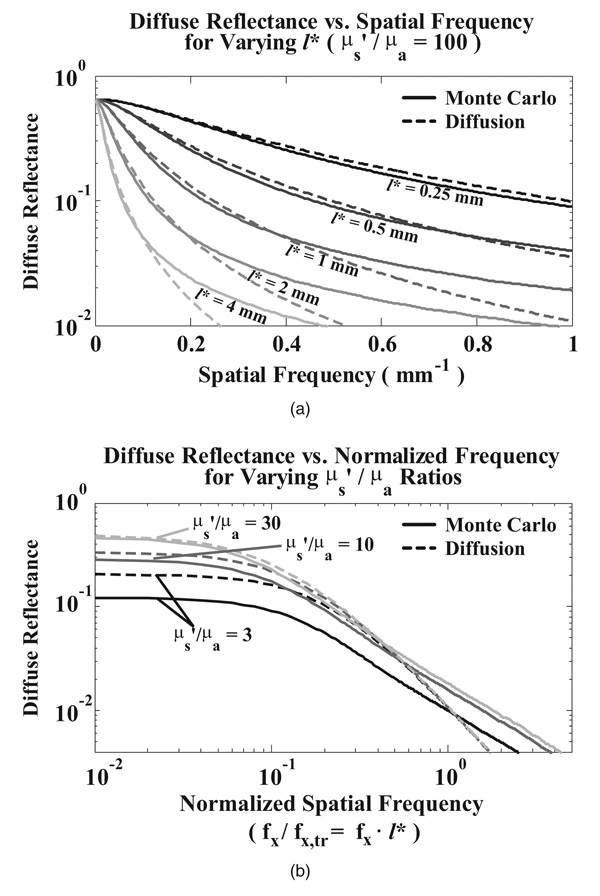 Diffuse Reflectance vs. Spatial Frequency
for Varying l* ( μs'/μa = 100 )
10^0
10^-1
10^-2
Diffuse Reflectance
Monte Carlo
Diffusion
l* = 0.25 mm
l* = 0.5 mm
l* = 1 mm
l* = 2 mm
l* = 4 mm
0 0.2 0.4 0.6 0.8 1
Spatial Frequency ( mm^-1 )
(a)
Diffuse Reflectance vs. Normalized Frequency
for Varying μs'/μa Ratios
10^0
10^-1
10^-2
Diffuse Reflectance
μs'/μa = 30
μs'/μa = 10
μs'/μa = 3
Monte Carlo
Diffusion
10^-2 10^-1 10^0
Normalized Spatial Frequency
( fx / fx,tr = fx · l* )
(b)